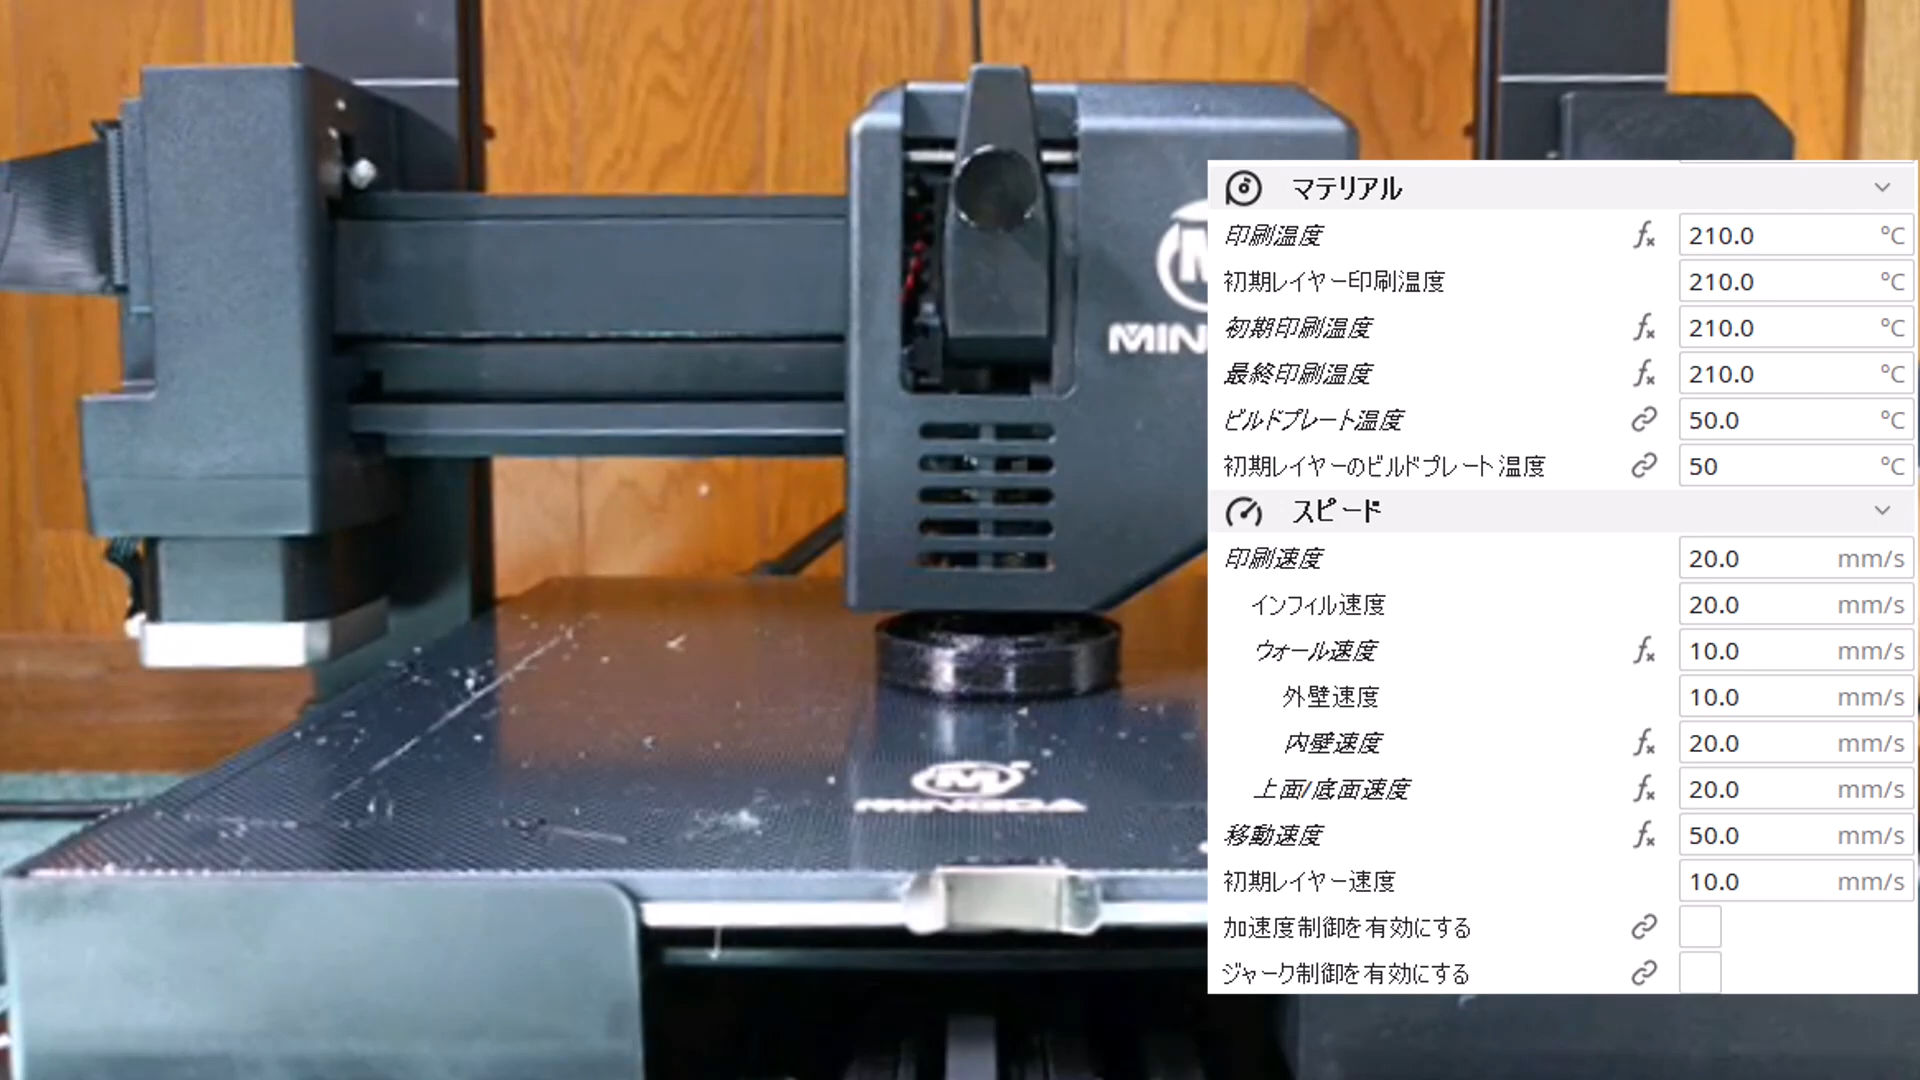 MIN
MINGDA
マテリアル
印刷温度 210.0 °C
初期レイヤー印刷温度 210.0 °C
初期印刷温度 210.0 °C
最終印刷温度 210.0 °C
ビルドプレート温度 50.0 °C
初期レイヤーのビルドプレート温度 50 °C
スピード
印刷速度 20.0 mm/s
インフィル速度 20.0 mm/s
ウォール速度 10.0 mm/s
外壁速度 10.0 mm/s
内壁速度 20.0 mm/s
上面/底面速度 20.0 mm/s
移動速度 50.0 mm/s
初期レイヤー速度 10.0 mm/s
加速度制御を有効にする
ジャーク制御を有効にする